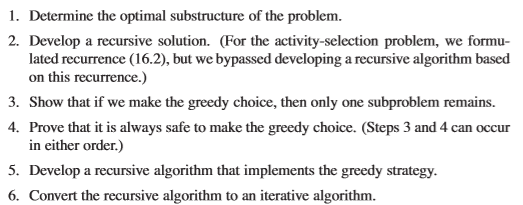 1. Determine the optimal substructure of the problem.
2. Develop a recursive solution. (For the activity-selection problem, we formu-
lated recurrence (16.2), but we bypassed developing a recursive algorithm based
on this recurrence.)
3. Show that if we make the greedy choice, then only one subproblem remains.
4. Prove that it is always safe to make the greedy choice. (Steps 3 and 4 can occur
in either order.)
5. Develop a recursive algorithm that implements the greedy strategy.
6. Convert the recursive algorithm to an iterative algorithm.